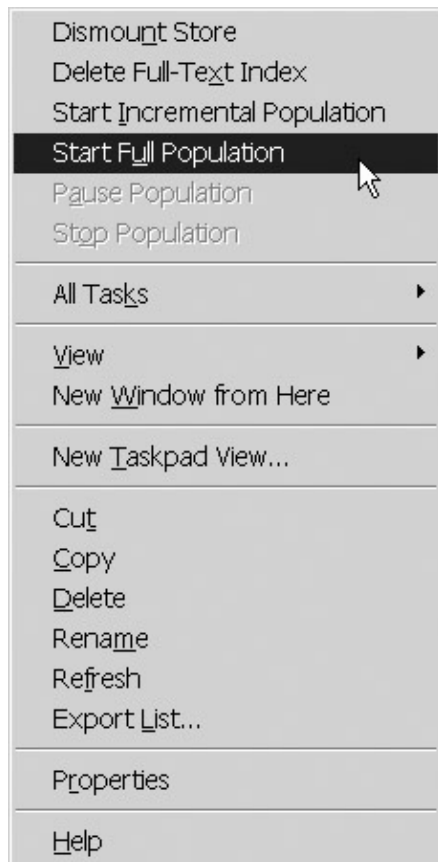 Dismount Store
Delete Full-Text Index
Start Incremental Population
Start Full Population
Pause Population
Stop Population
All Tasks
View
New Window from Here
New Taskpad View...
Cut
Copy
Delete
Rename
Refresh
Export List...
Properties
Help